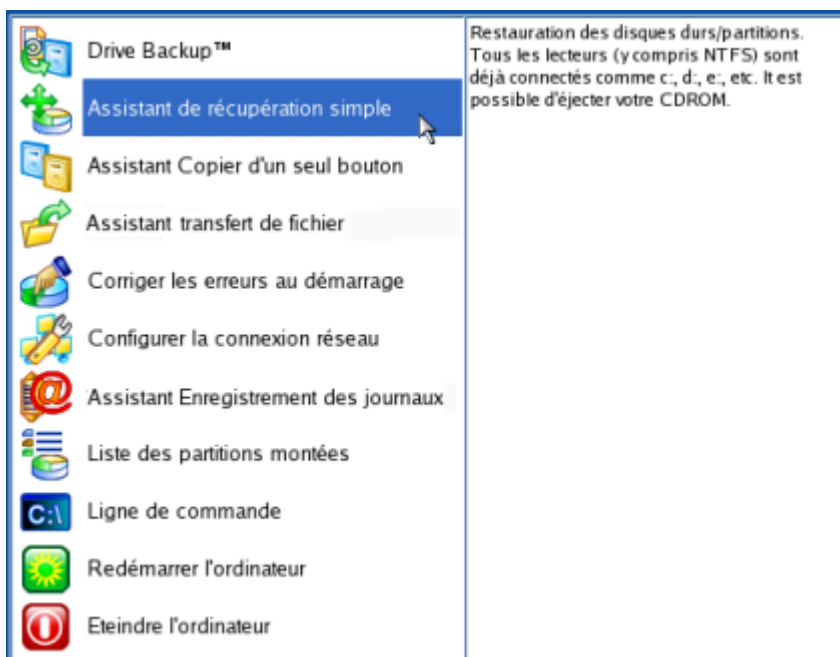 Drive Backup™
Assistant de récupération simple
Assistant Copier d'un seul bouton
Assistant transfert de fichier
Corriger les erreurs au démarrage
Configurer la connexion réseau
Assistant Enregistrement des journaux
Liste des partitions montées
C:\
Ligne de commande
Redémarrer l'ordinateur
Eteindre l'ordinateur
Restauration des disques durs/partitions.
Tous les lecteurs (y compris NTFS) sont
déjà connectés comme c:, d:, e:, etc. It est
possible d'éjecter votre CDROM.